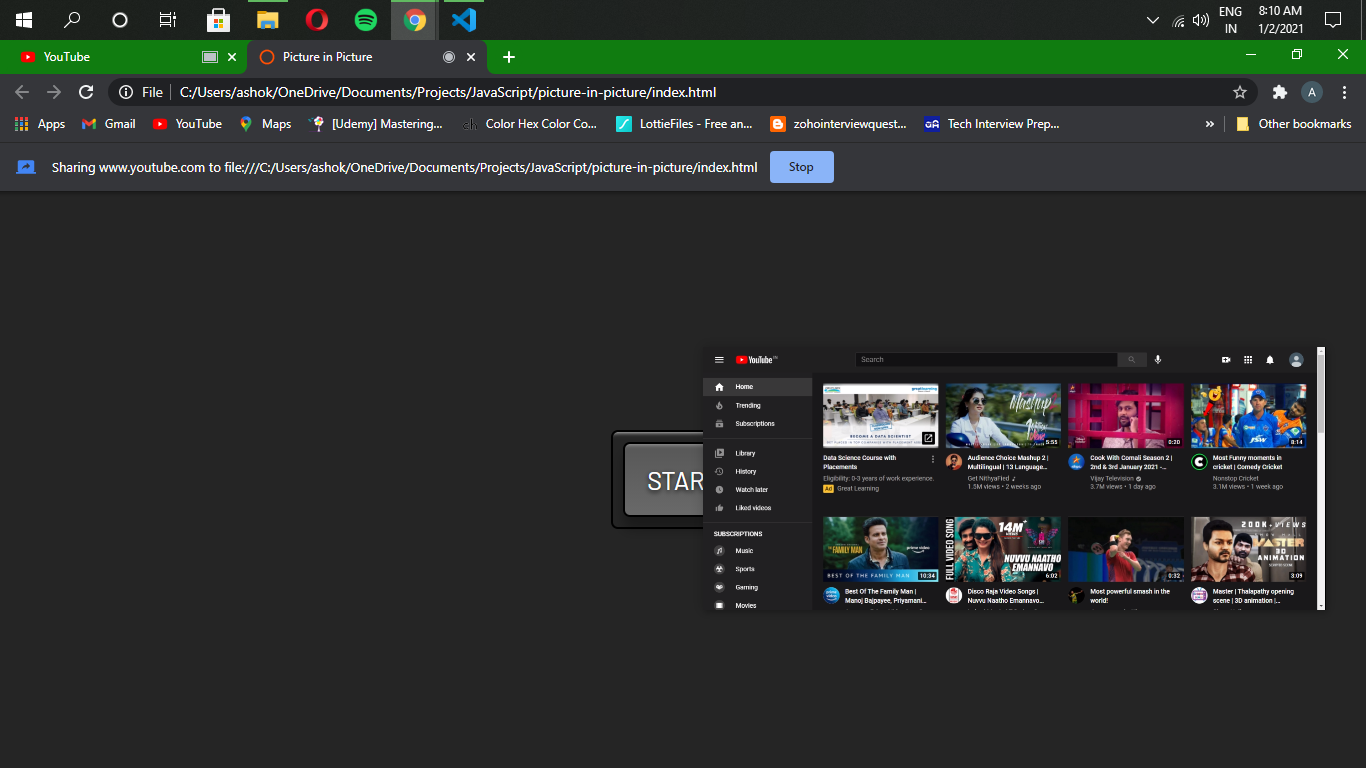 ENG
IN
8:10 AM
1/2/2021
YouTube
Picture in Picture
File
C:/Users/ashok/OneDrive/Documents/Projects/JavaScript/picture-in-picture/index.html
A
Apps
Gmail
YouTube
Maps
[Udemy] Mastering...
Color Hex Color Co...
LottieFiles - Free an...
zohointerviewquest...
Tech Interview Prep...
»
Other bookmarks
Sharing www.youtube.com to file:///C:/Users/ashok/OneDrive/Documents/Projects/JavaScript/picture-in-picture/index.html
Stop
STAR
YouTube
Search
Home
Trending
Subscriptions
Library
History
Watch later
Liked videos
SUBSCRIPTIONS
Music
Sports
Gaming
Movies
BECOME A DATA SCIENTIST
Data Science Course with
Placements
Eligibility: 0-3 years of work experience.
Ad Great Learning
Mashup
5:55
Audience Choice Mashup 2 |
Multilingual | 13 Language...
Get NithyaFied
1.5M views • 2 weeks ago
0:20
Cook With Comali Season 2 |
2nd & 3rd January 2021 -...
Vijay Television
3.7M views • 1 day ago
JSW
8:14
Most Funny moments in
cricket | Comedy Cricket
Nonstop Cricket
3.1M views • 1 week ago
FAMILY MAN
prime video
BEST OF THE FAMILY MAN
10:34
Best Of The Family Man |
Manoj Bajpayee, Priyamani...
FULL VIDEO SONG
14M+
NUVVU NAATHO
EMANNAVO
6:02
Disco Raja Video Songs |
Nuvvu Naatho Emannavo...
0:32
Most powerful smash in the
world!
200K+VIEWS
MASTER
3D
ANIMATION
3:09
Master | Thalapathy opening
scene | 3D animation |...